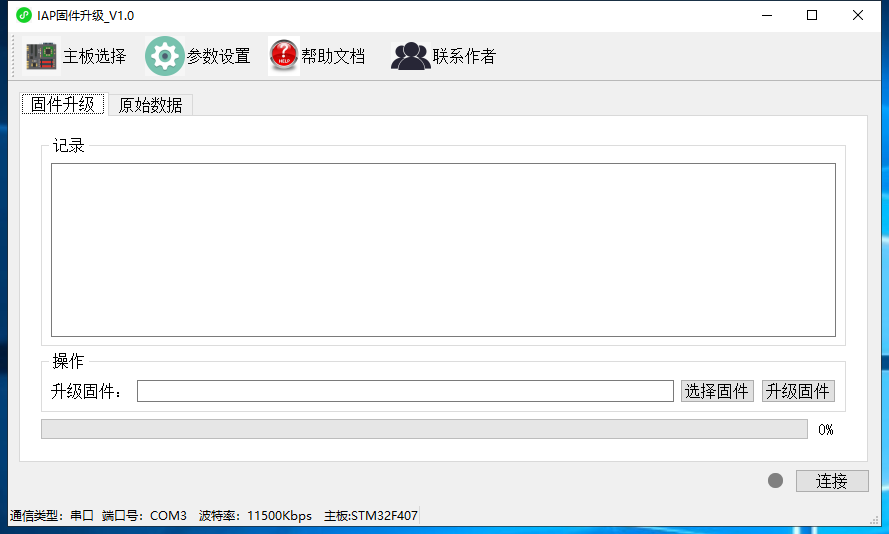 IAP固件升级_V1.0
主板选择 参数设置 HELP 帮助文档 联系作者
固件升级 原始数据
记录
操作
升级固件： 选择固件 升级固件
0%
连接
通信类型：串口 端口号：COM3 波特率：11500Kbps 主板:STM32F407